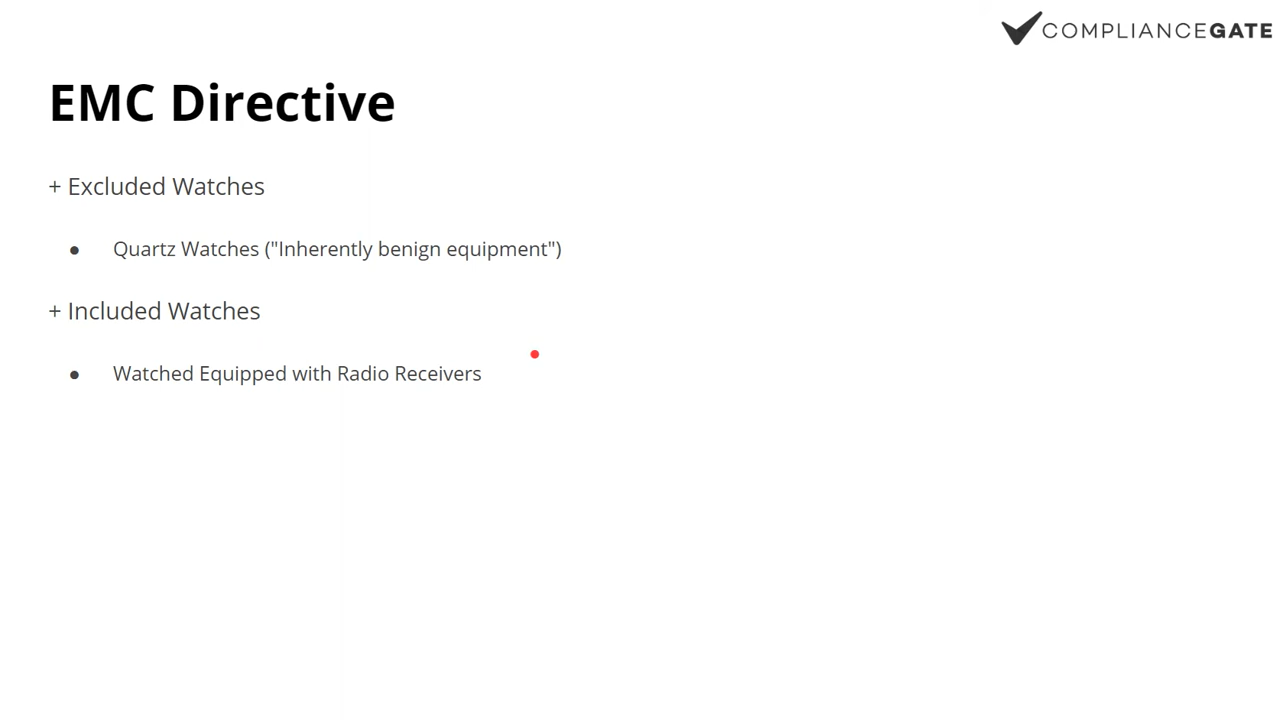 COMPLIANCEGATE
EMC Directive
+ Excluded Watches
● Quartz Watches ("Inherently benign equipment")
+ Included Watches
● Watched Equipped with Radio Receivers